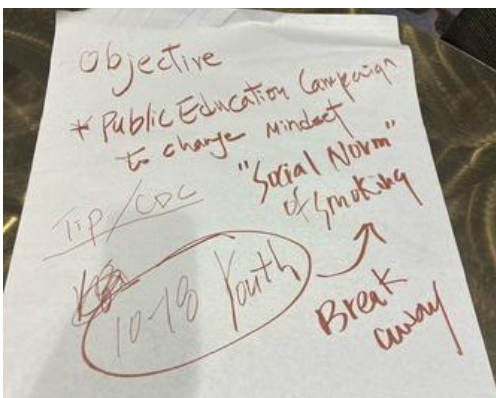 Objective
* Public Education Campaign
to change mindset
"Social Norm"
of smoking
Tip/CDC
10-18 Youth
Break
away